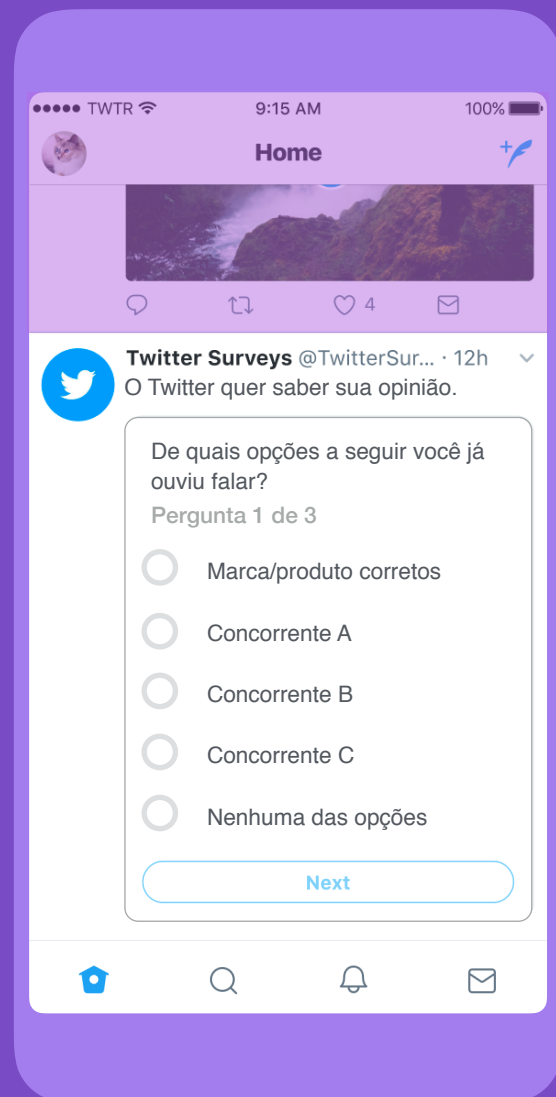 TWTR 9:15 AM 100%
Home
4
Twitter Surveys @TwitterSur... · 12h
O Twitter quer saber sua opinião.
De quais opções a seguir você já
ouviu falar?
Pergunta 1 de 3
Marca/produto corretos
Concorrente A
Concorrente B
Concorrente C
Nenhuma das opções
Next